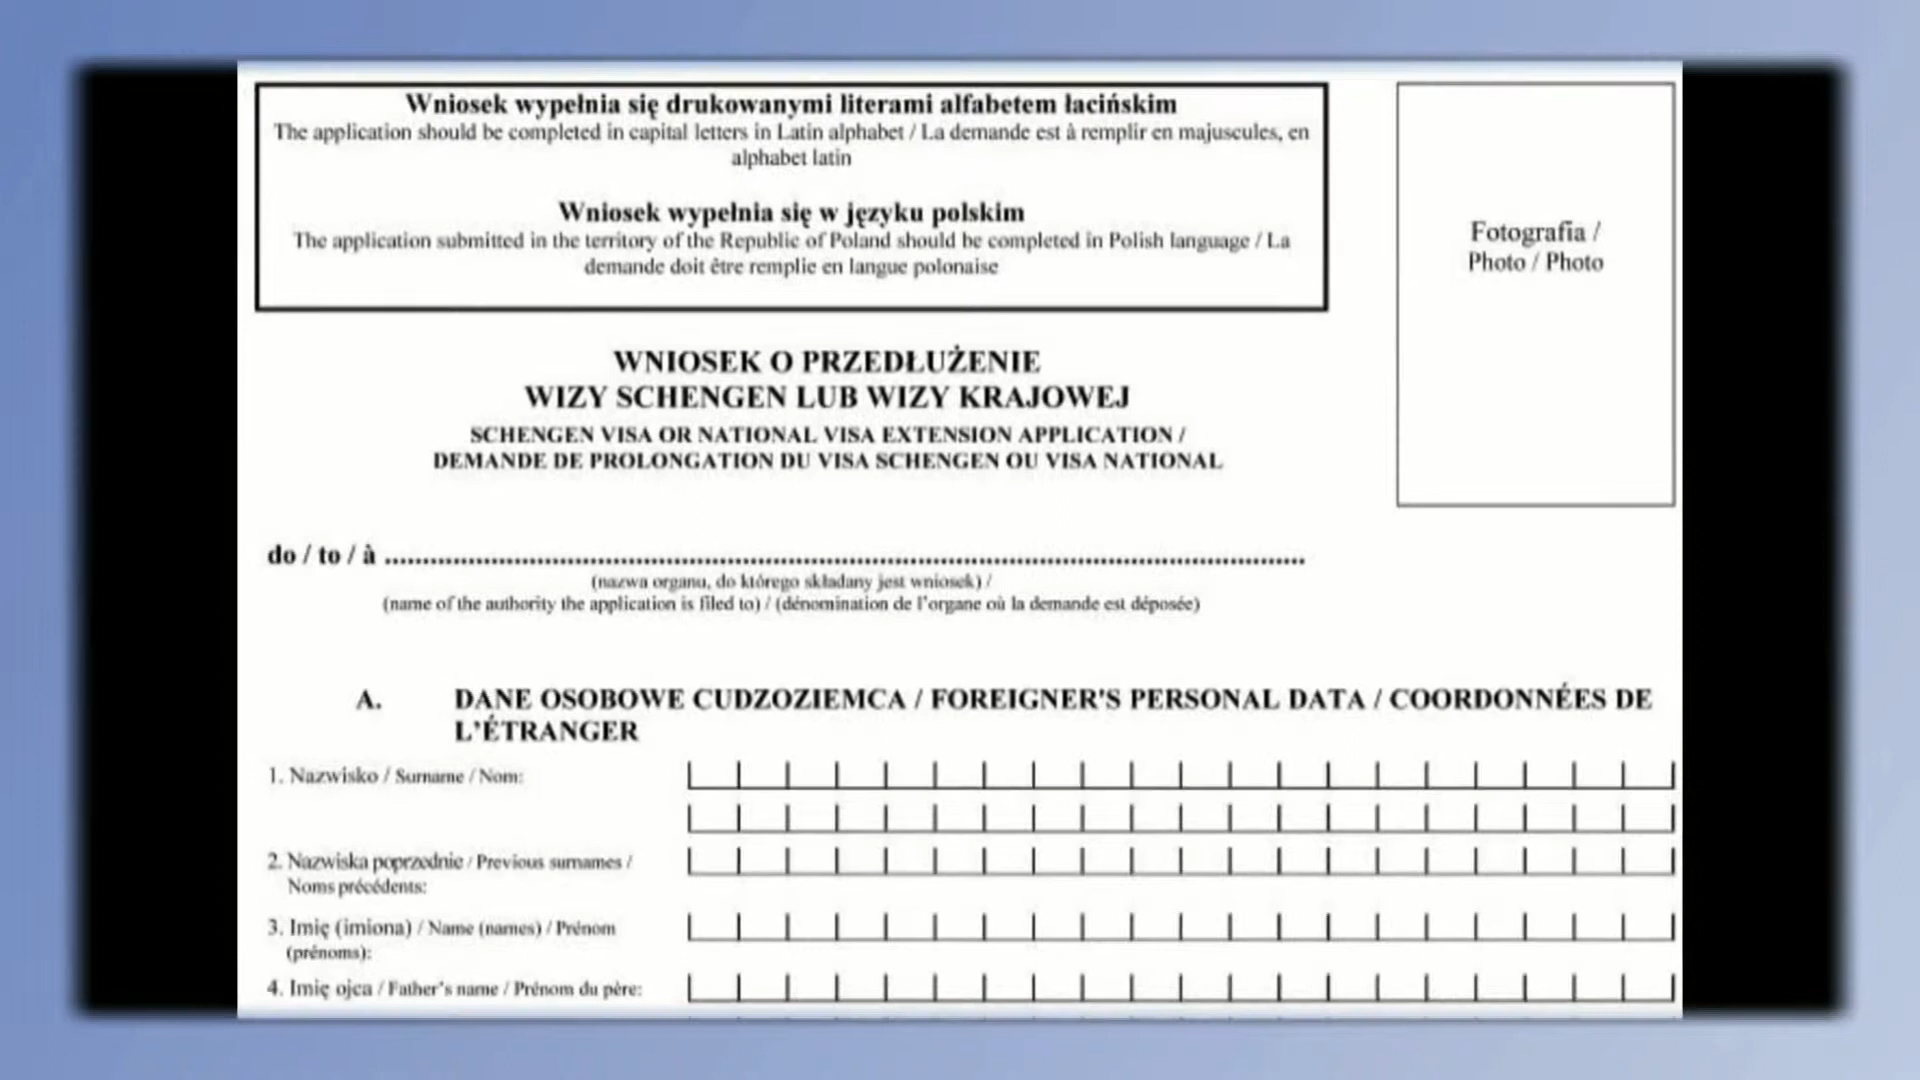 Wniosek wypełnia się drukowanymi literami alfabetem łacińskim
The application should be completed in capital letters in Latin alphabet / La demande est à remplir en majuscules, en
alphabet latin
Wniosek wypełnia się w języku polskim
The application submitted in the territory of the Republic of Poland should be completed in Polish language / La
demande doit être remplie en langue polonaise
Fotografia /
Photo / Photo
WNIOSEK O PRZEDŁUŻENIE
WIZY SCHENGEN LUB WIZY KRAJOWEJ
SCHENGEN VISA OR NATIONAL VISA EXTENSION APPLICATION /
DEMANDE DE PROLONGATION DU VISA SCHENGEN OU VISA NATIONAL
do / to / à ........................................................................................................................
(nazwa organu, do którego składany jest wniosek) /
(name of the authority the application is filed to) / (dénomination de l'organe où la demande est déposée)
A. DANE OSOBOWE CUDZOZIEMCA / FOREIGNER'S PERSONAL DATA / COORDONNÉES DE
L'ÉTRANGER
1. Nazwisko / Surname / Nom:
2. Nazwiska poprzednie / Previous surnames /
Noms précédents:
3. Imię (imiona) / Name (names) / Prénom
(prénoms):
4. Imię ojca / Father's name / Prénom du père: